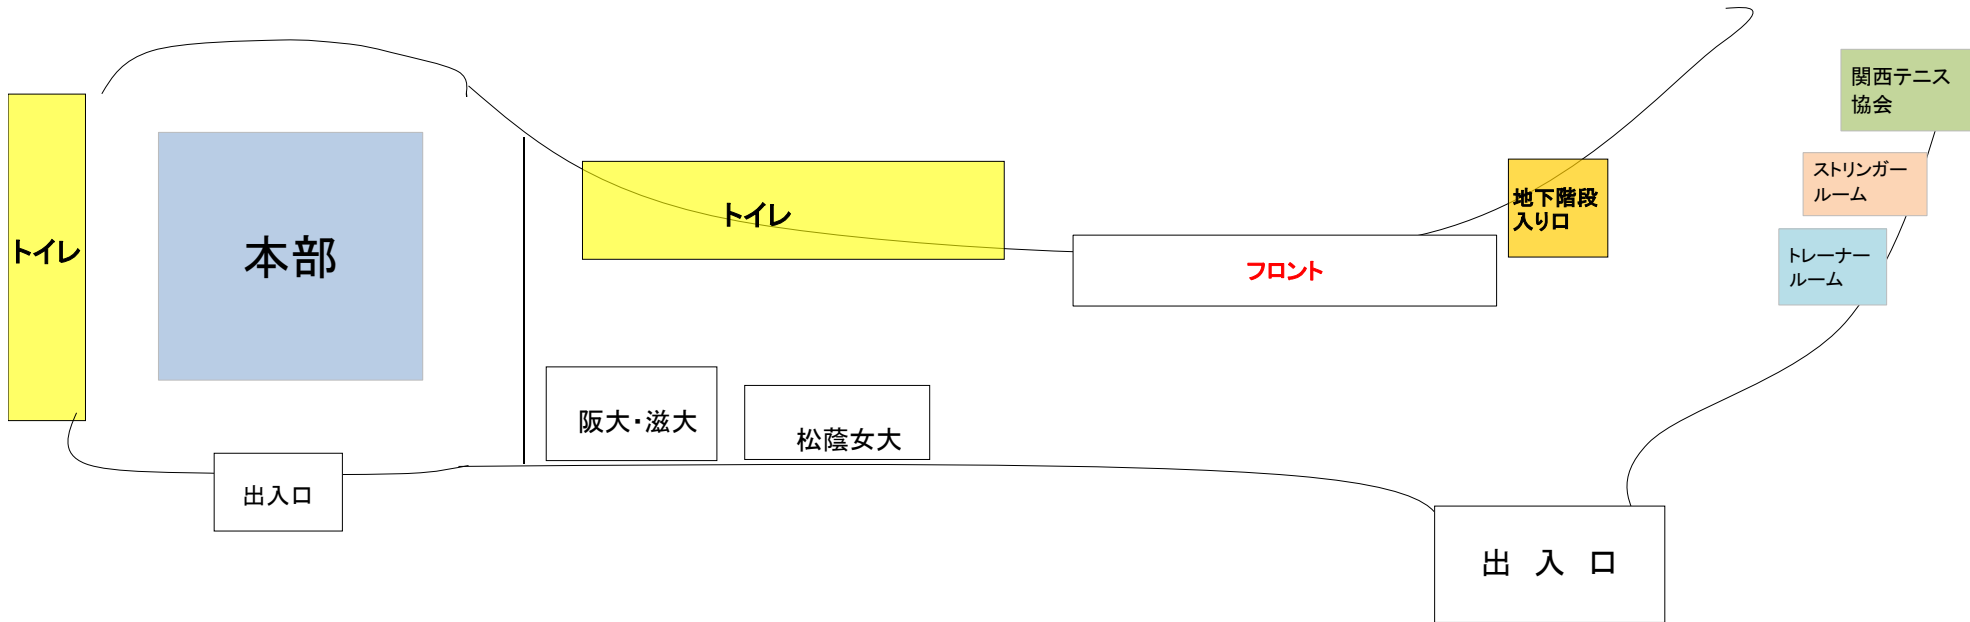 関西テニス
協会
ストリンガー
ルーム
地下階段
入り口
トイレ
トイレ
本部
フロント
トレーナー
ルーム
阪大・滋大
松蔭女大
出入口
出 入 口